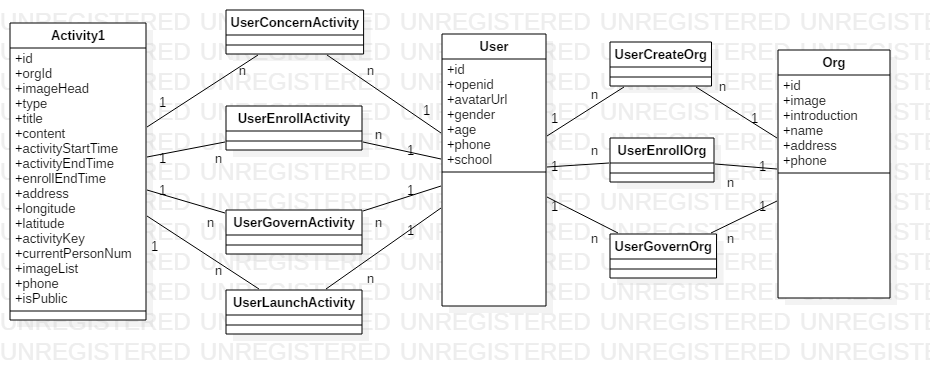 Activity1
+id
+orgId
+imageHead
+type
+title
+content
+activityStartTime
+activityEndTime
+enrollEndTime
+address
+longitude
+latitude
+activityKey
+currentPersonNum
+imageList
+phone
+isPublic
UserConcernActivity
n
n
1
1
UserEnrollActivity
n
n
1
1
UserGovernActivity
n
n
1
1
UserLaunchActivity
n
n
1
1
User
+id
+openid
+avatarUrl
+gender
+age
+phone
+school
UserCreateOrg
n
n
1
1
UserEnrollOrg
n
n
1
1
UserGovernOrg
n
n
1
1
Org
+id
+image
+introduction
+name
+address
+phone
UNREGISTERED UNREGISTERED UNREGISTERED UNREGISTERED UNREGISTE